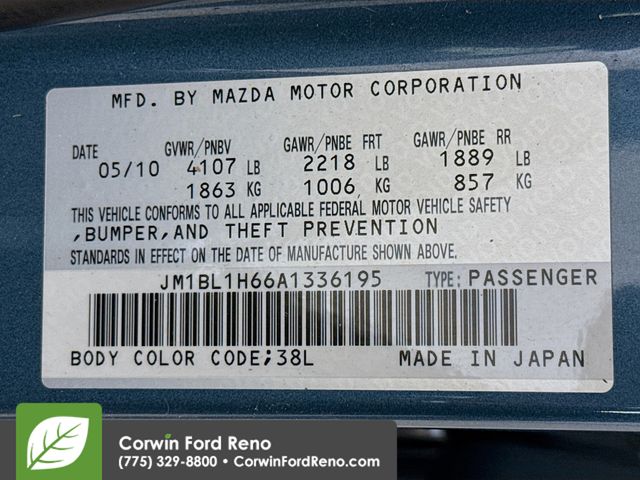 MFD. BY MAZDA MOTOR CORPORATION
DATE GVWR/PNBV GAWR/PNBE FRT GAWR/PNBE RR
05/10 4107 LB 2218 LB 1889 LB
1863 KG 1006 KG 857 KG
THIS VEHICLE CONFORMS TO ALL APPLICABLE FEDERAL MOTOR VEHICLE SAFETY
,BUMPER,AND THEFT PREVENTION
STANDARDS IN EFFECT ON THE DATE OF MANUFACTURE SHOWN ABOVE.
JM1BL1H66A1336195 TYPE: PASSENGER
BODY COLOR CODE;38L MADE IN JAPAN
Corwin Ford Reno
(775) 329-8800 • CorwinFordReno.com